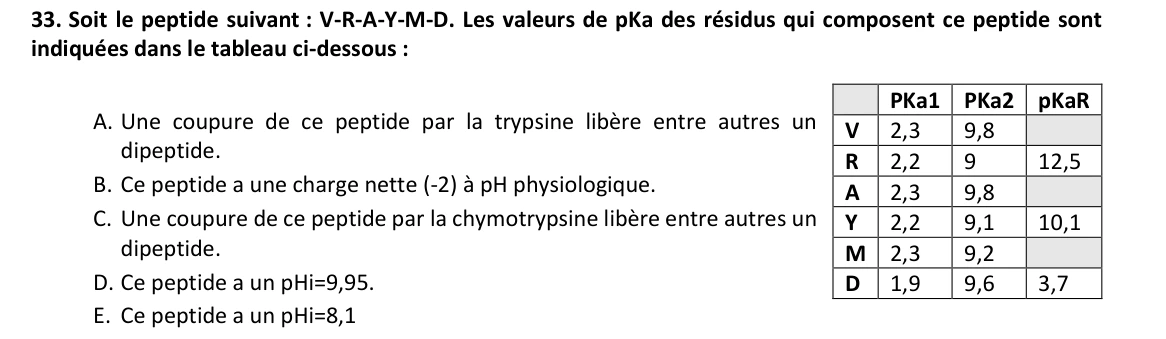 33. Soit le peptide suivant : V-R-A-Y-M-D. Les valeurs de pKa des résidus qui composent ce peptide sont
indiquées dans le tableau ci-dessous :
A. Une coupure de ce peptide par la trypsine libère entre autres un
dipeptide.
B. Ce peptide a une charge nette (-2) à pH physiologique.
C. Une coupure de ce peptide par la chymotrypsine libère entre autres un
dipeptide.
D. Ce peptide a un pHi=9,95.
E. Ce peptide a un pHi=8,1
PKa1 PKa2 pKaR
V 2,3 9,8
R 2,2 9 12,5
A 2,3 9,8
Y 2,2 9,1 10,1
M 2,3 9,2
D 1,9 9,6 3,7